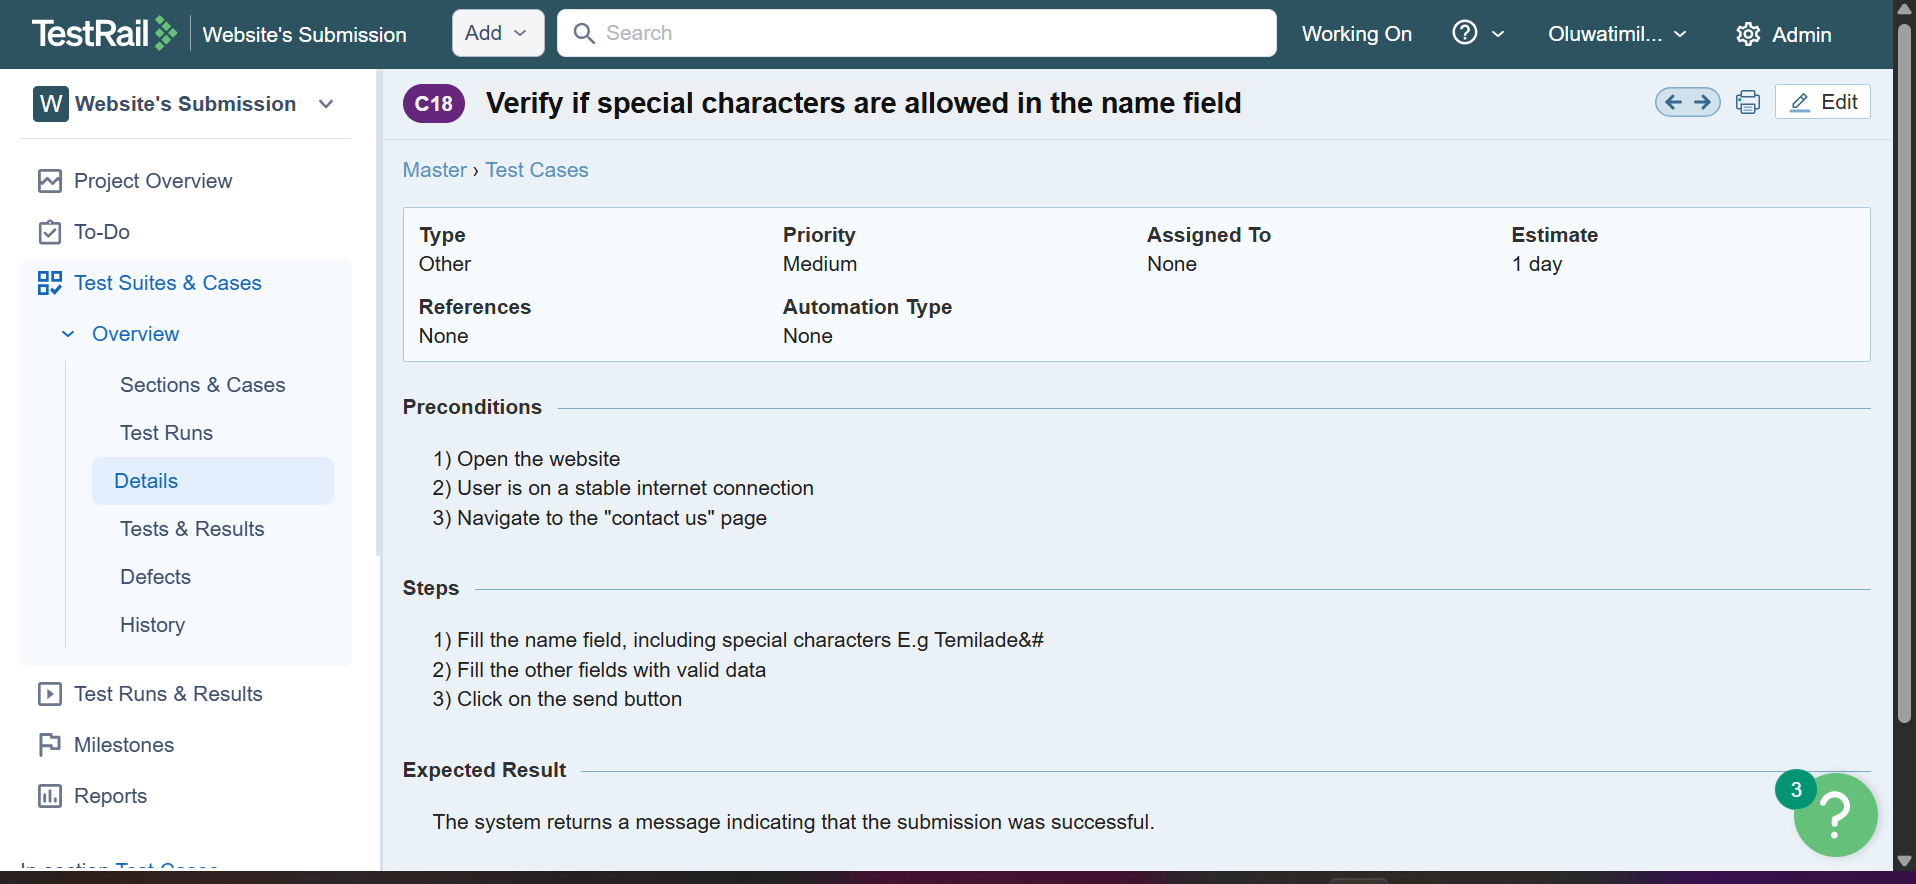 TestRail Website's Submission Add Search Working On Oluwatimil... Admin
W Website's Submission
C18 Verify if special characters are allowed in the name field Edit
Master › Test Cases
Project Overview
To-Do
Test Suites & Cases
Overview
Sections & Cases
Test Runs
Details
Tests & Results
Defects
History
Test Runs & Results
Milestones
Reports
In section Test Cases
Type
Other
Priority
Medium
Assigned To
None
Estimate
1 day
References
None
Automation Type
None
Preconditions
1) Open the website
2) User is on a stable internet connection
3) Navigate to the "contact us" page
Steps
1) Fill the name field, including special characters E.g Temilade&#
2) Fill the other fields with valid data
3) Click on the send button
Expected Result
The system returns a message indicating that the submission was successful.
3
?